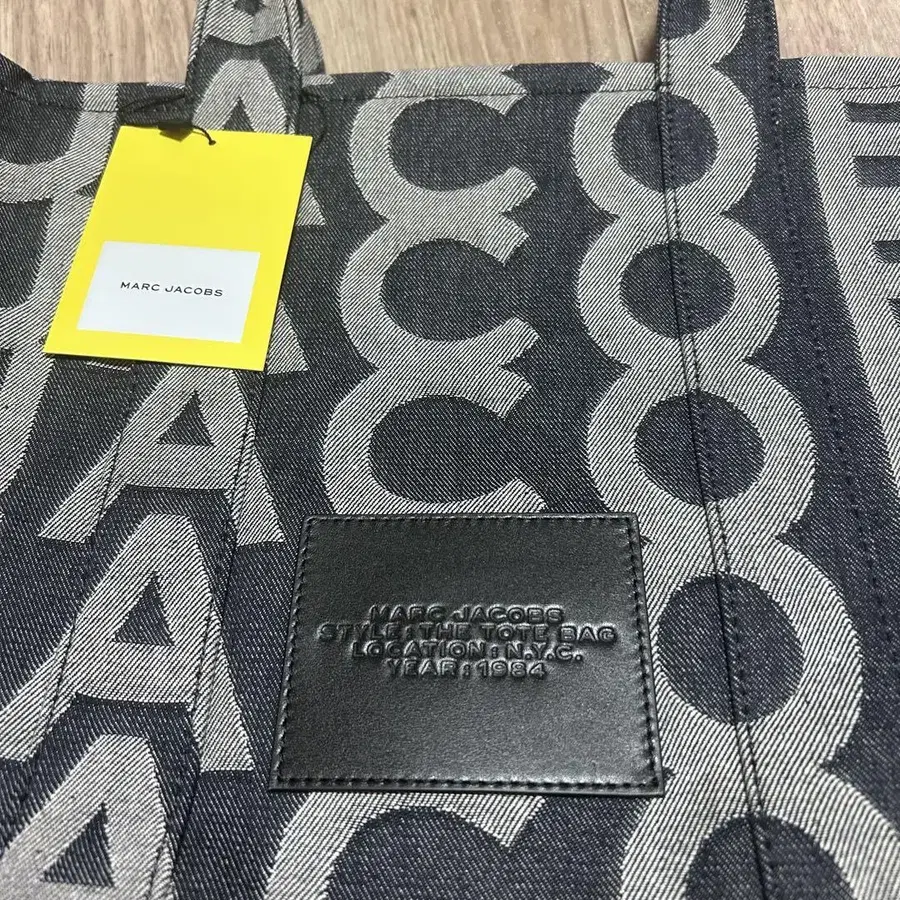 MARC JACOBS
MARC JACOBS
STYLE: THE TOTE BAG
LOCATION: N.Y.C.
YEAR: 1984
A C O
A C O
A C O
A C O
A C O